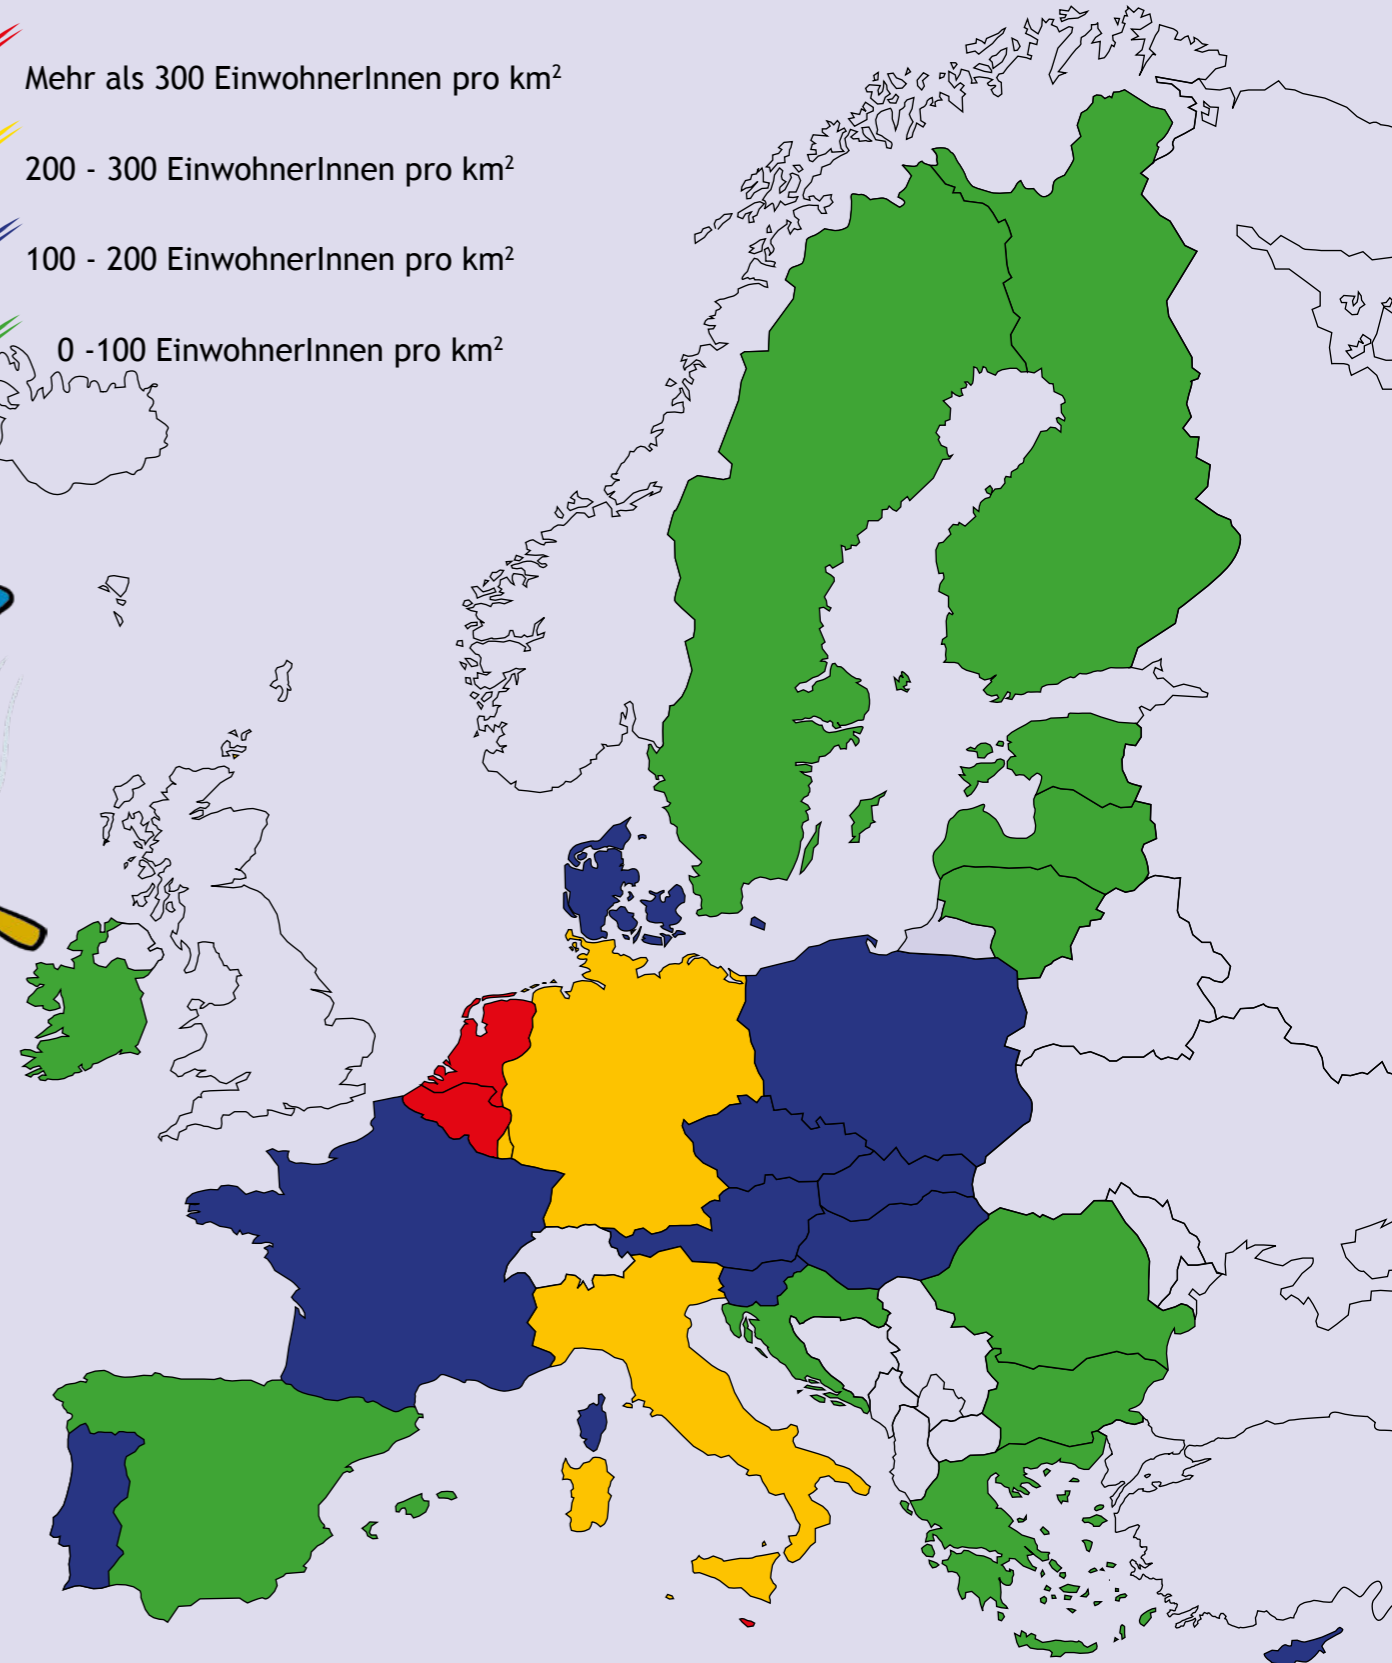 Mehr als 300 EinwohnerInnen pro km²
200 - 300 EinwohnerInnen pro km²
100 - 200 EinwohnerInnen pro km²
0 -100 EinwohnerInnen pro km²